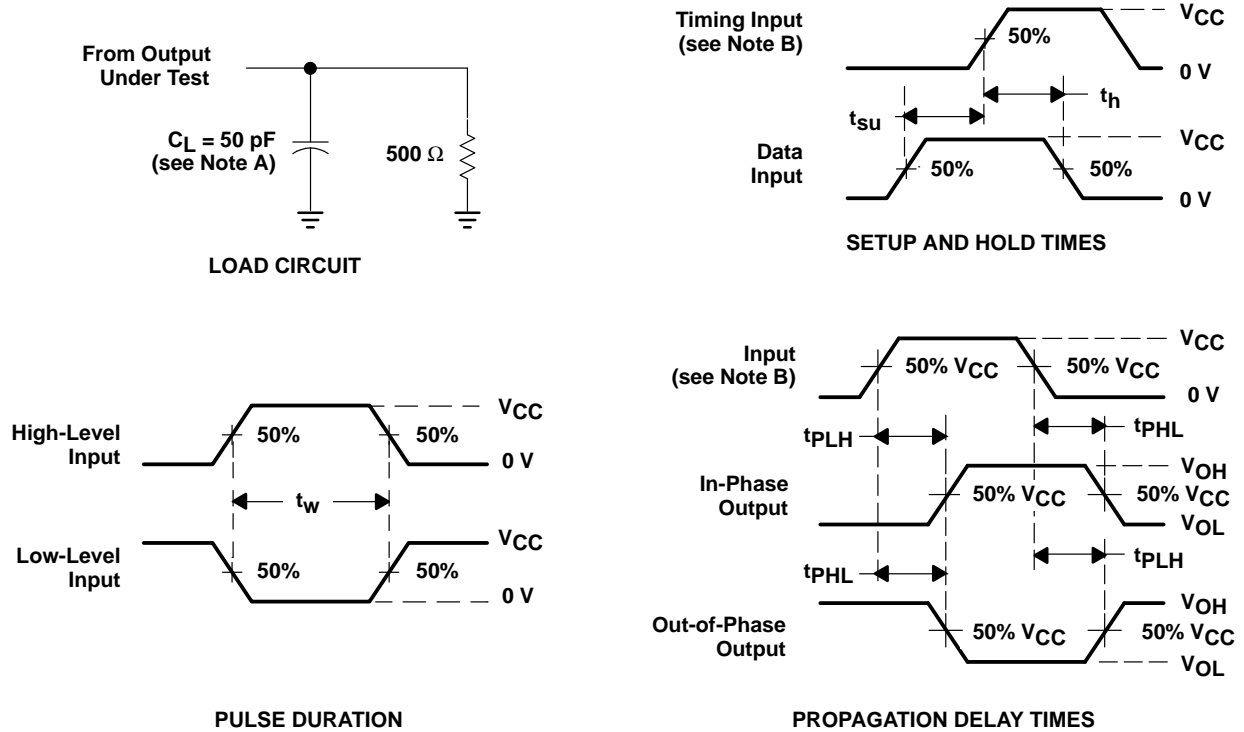 From Output
Under Test
CL = 50 pF
(see Note A)
500 Ω
LOAD CIRCUIT
Timing Input
(see Note B)
50%
VCC
0 V
th
tsu
Data
Input
50%
50%
VCC
0 V
SETUP AND HOLD TIMES
High-Level
Input
50%
50%
VCC
0 V
tw
Low-Level
Input
50%
50%
VCC
0 V
PULSE DURATION
Input
(see Note B)
50% VCC
50% VCC
VCC
0 V
tPLH
tPHL
In-Phase
Output
50% VCC
VOH
50% VCC
VOL
tPHL
tPLH
Out-of-Phase
Output
50% VCC
VOH
50% VCC
VOL
PROPAGATION DELAY TIMES